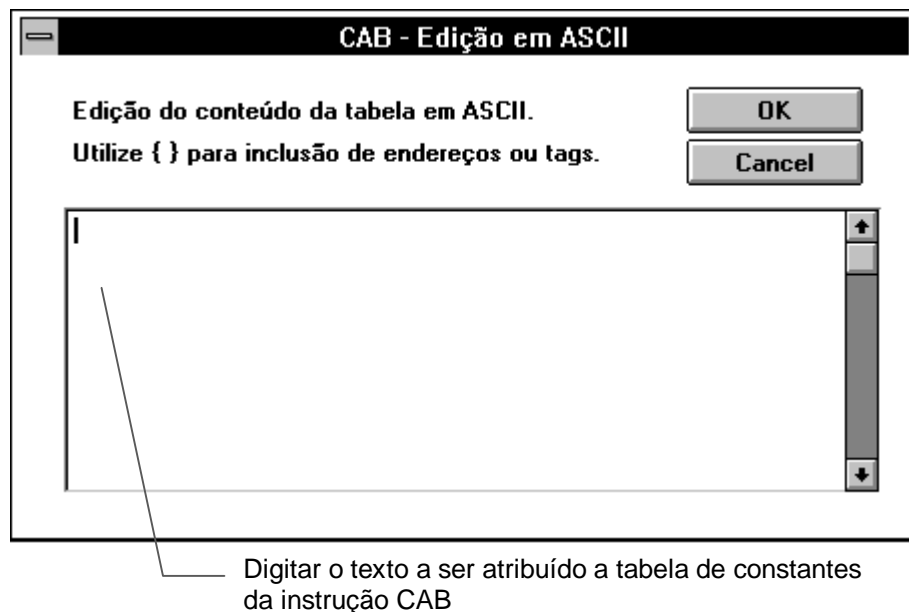 CAB - Edição em ASCII
Edição do conteúdo da tabela em ASCII.
OK
Utilize { } para inclusão de endereços ou tags.
Cancel
Digitar o texto a ser atribuído a tabela de constantes
da instrução CAB